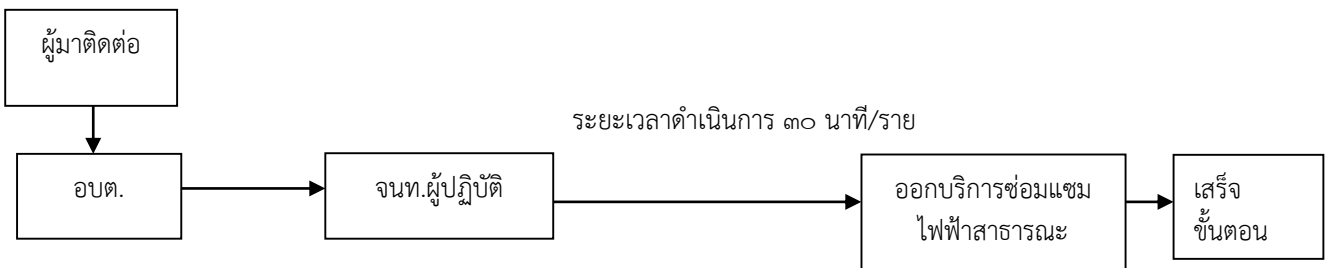 ผู้มาติดต่อ
ระยะเวลาดำเนินการ ๓๐ นาที/ราย
อบต.
จนท.ผู้ปฏิบัติ
ออกบริการซ่อมแซม
ไฟฟ้าสาธารณะ
เสร็จ
ขั้นตอน